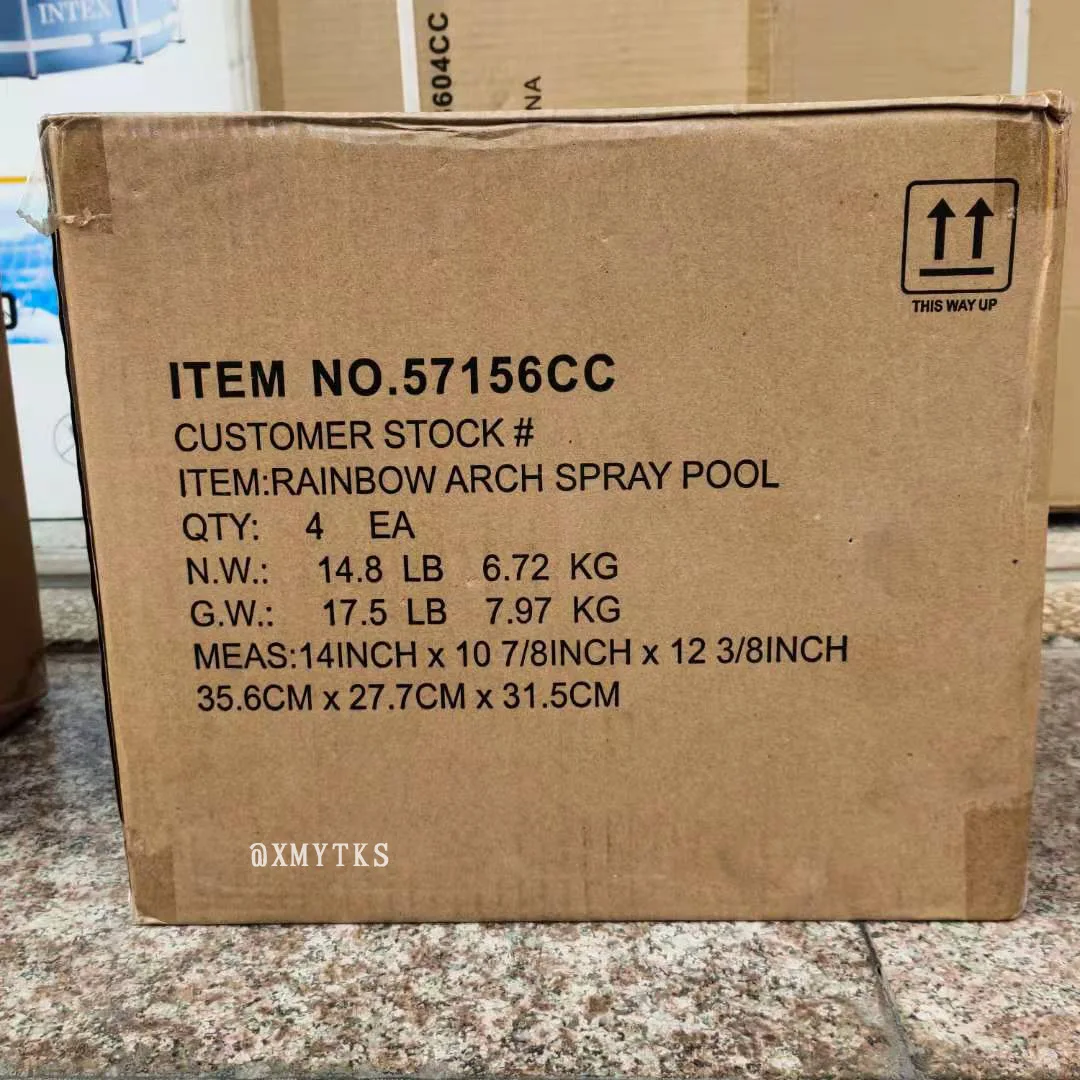 INTEX
604CC
NA
THIS WAY UP
ITEM NO.57156CC
CUSTOMER STOCK #
ITEM:RAINBOW ARCH SPRAY POOL
QTY: 4 EA
N.W.: 14.8 LB 6.72 KG
G.W.: 17.5 LB 7.97 KG
MEAS:14INCH x 10 7/8INCH x 12 3/8INCH
35.6CM x 27.7CM x 31.5CM
@XMYTKS